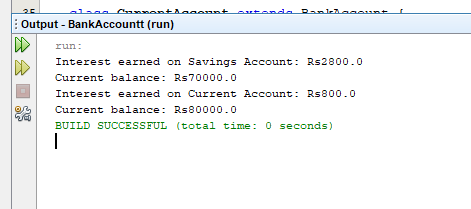 35
class CurrentAccount extends BankAccount {
Output - BankAccountt (run)
run:
Interest earned on Savings Account: Rs2800.0
Current balance: Rs70000.0
Interest earned on Current Account: Rs800.0
Current balance: Rs80000.0
BUILD SUCCESSFUL (total time: 0 seconds)